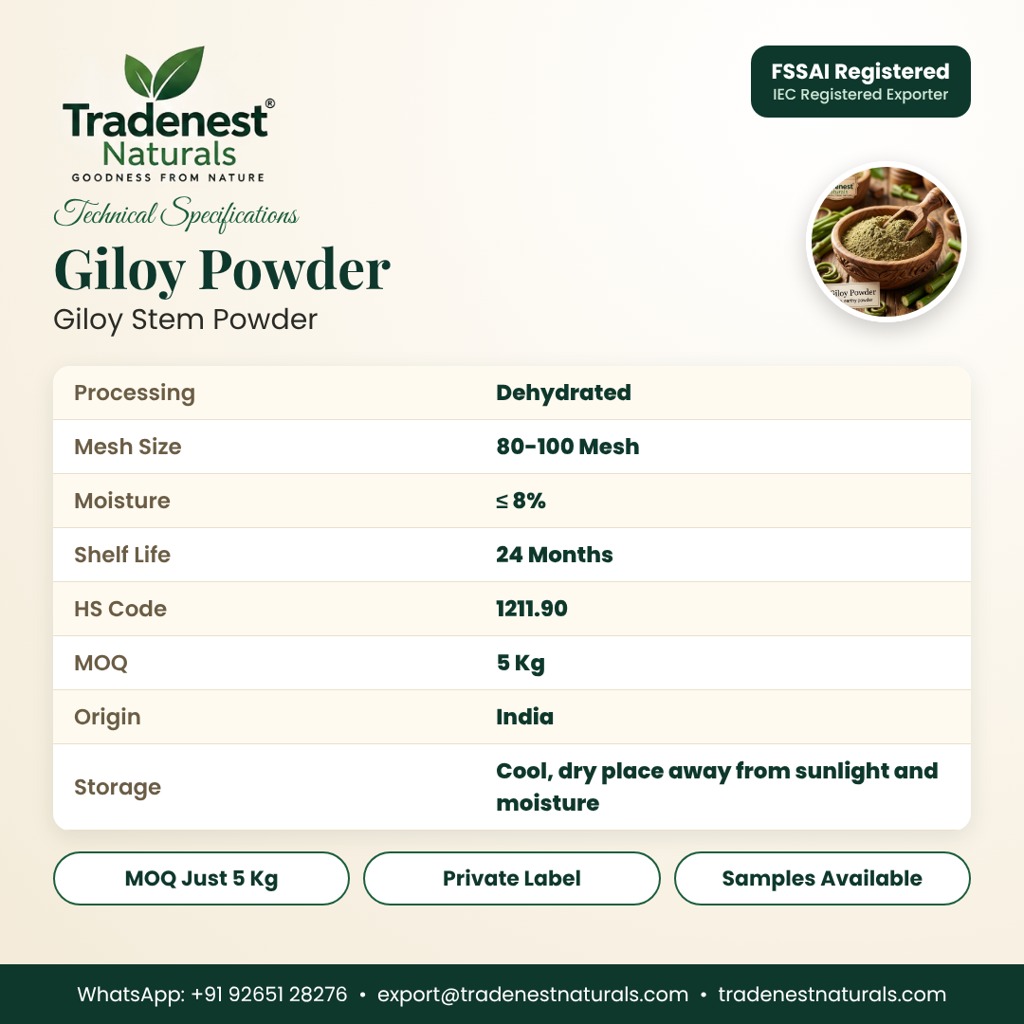 Tradenest®
Naturals
GOODNESS FROM NATURE
FSSAI Registered
IEC Registered Exporter
Technical Specifications
Giloy Powder
Giloy Stem Powder
Giloy Powder
Processing Dehydrated
Mesh Size 80-100 Mesh
Moisture ≤ 8%
Shelf Life 24 Months
HS Code 1211.90
MOQ 5 Kg
Origin India
Storage Cool, dry place away from sunlight and
moisture
MOQ Just 5 Kg
Private Label
Samples Available
WhatsApp: +91 92651 28276 • export@tradenestnaturals.com • tradenestnaturals.com